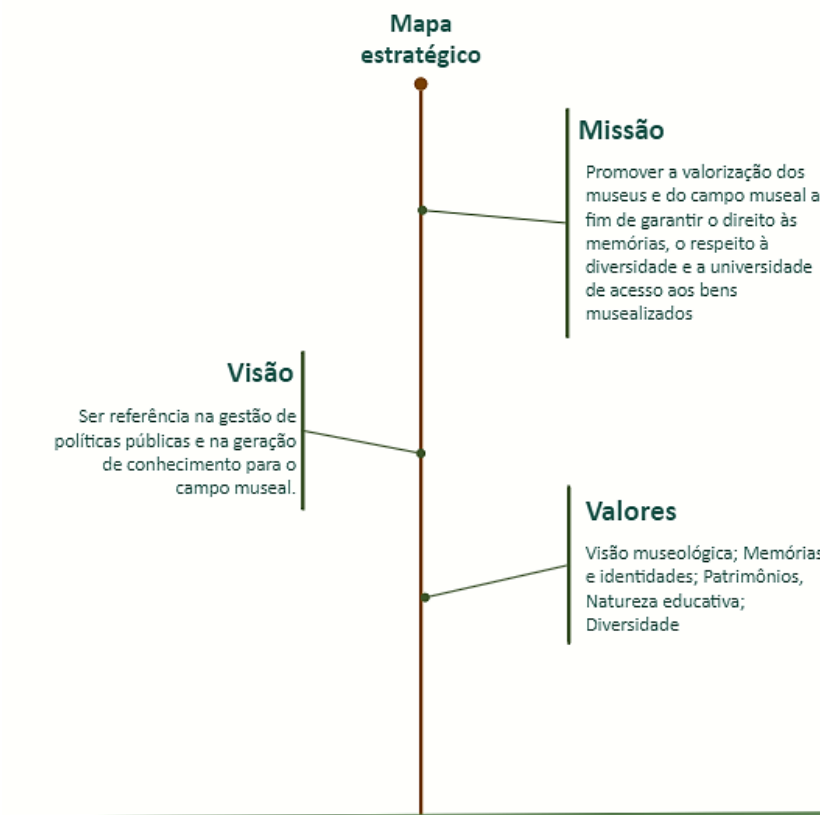 Mapa
estratégico
Missão
Promover a valorização dos
museus e do campo museal a
fim de garantir o direito às
memórias, o respeito à
diversidade e a universidade
de acesso aos bens
musealizados
Visão
Ser referência na gestão de
políticas públicas e na geração
de conhecimento para o
campo museal.
Valores
Visão museológica; Memórias
e identidades; Patrimônios,
Natureza educativa;
Diversidade